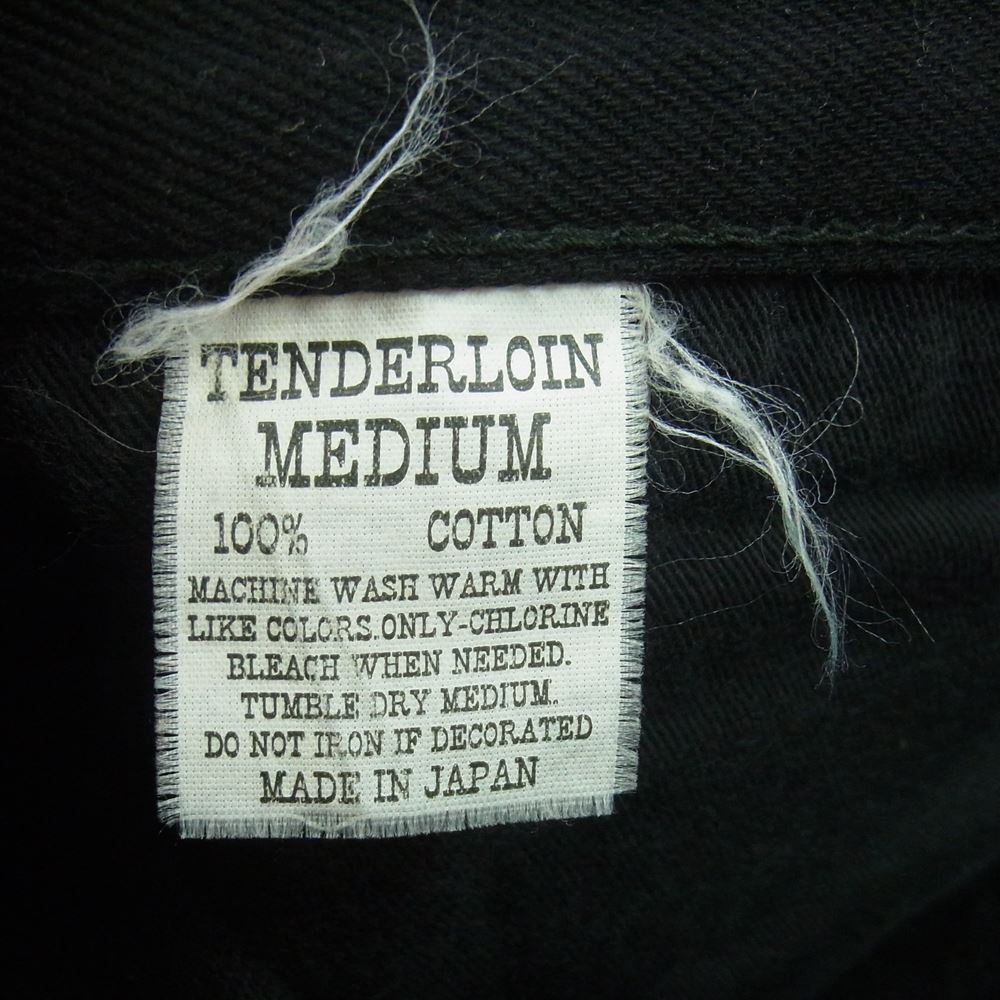 TENDERLOIN
MEDIUM
100% COTTON
MACHINE WASH WARM WITH
LIKE COLORS.ONLY-CHLORINE
BLEACH WHEN NEEDED.
TUMBLE DRY MEDIUM.
DO NOT IRON IF DECORATED
MADE IN JAPAN